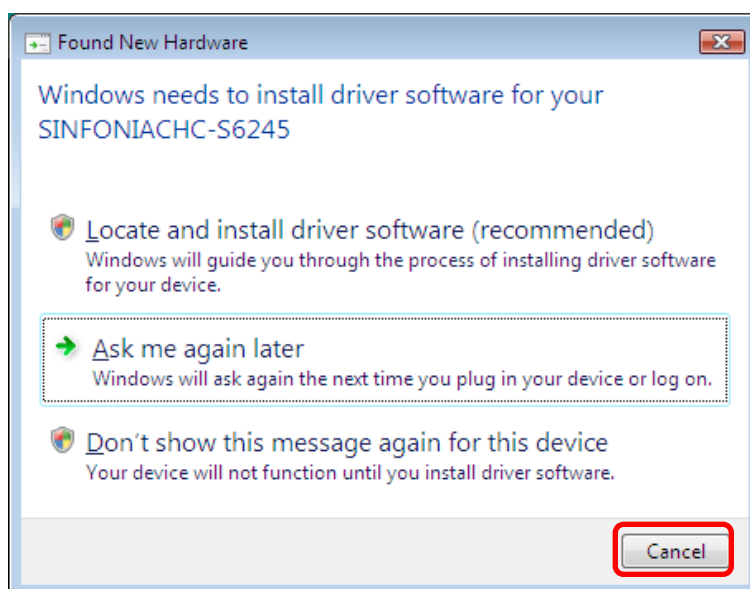 Found New Hardware
Windows needs to install driver software for your
SINFONIACHC-S6245
Locate and install driver software (recommended)
Windows will guide you through the process of installing driver software
for your device.
Ask me again later
Windows will ask again the next time you plug in your device or log on.
Don't show this message again for this device
Your device will not function until you install driver software.
Cancel